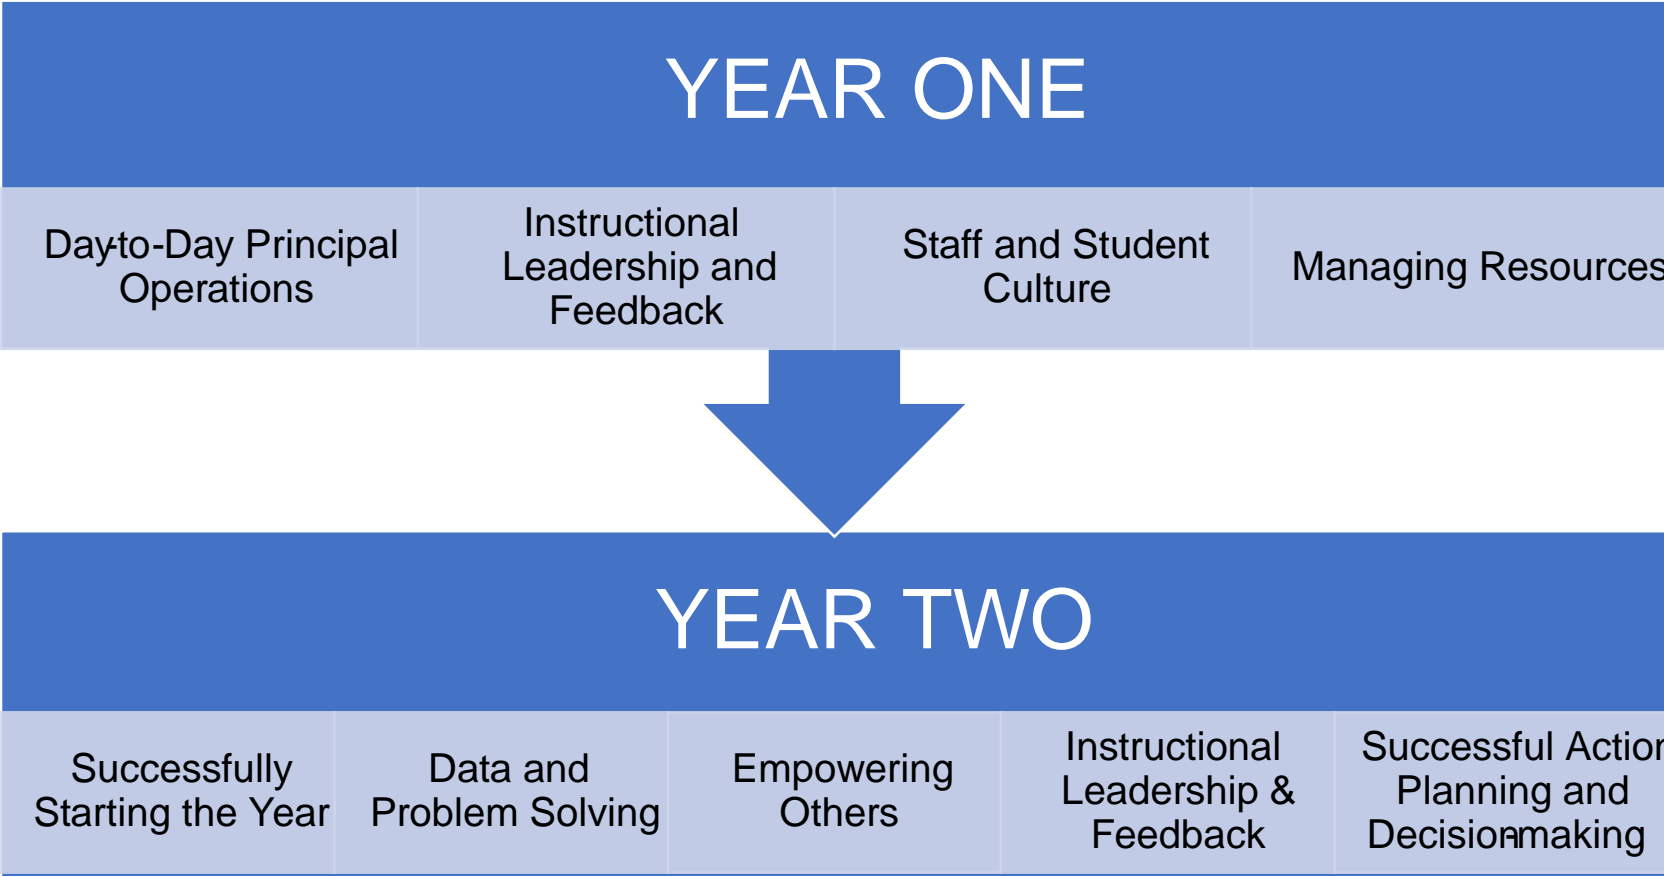 YEAR ONE
Day-to-Day Principal
Operations
Instructional
Leadership and
Feedback
Staff and Student
Culture
Managing Resources
YEAR TWO
Successfully
Starting the Year
Data and
Problem Solving
Empowering
Others
Instructional
Leadership &
Feedback
Successful Action
Planning and
Decision-making